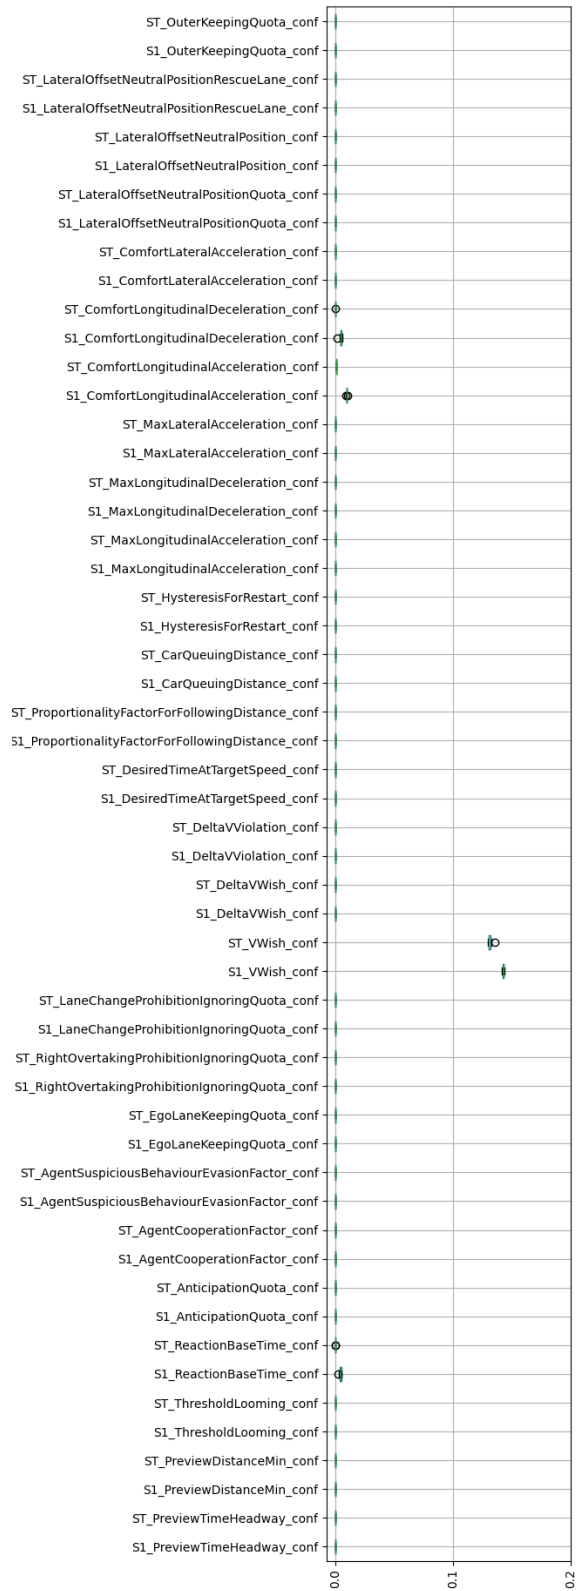 ST_OuterKeepingQuota_conf
S1_OuterKeepingQuota_conf
ST_LateralOffsetNeutralPositionRescueLane_conf
S1_LateralOffsetNeutralPositionRescueLane_conf
ST_LateralOffsetNeutralPosition_conf
S1_LateralOffsetNeutralPosition_conf
ST_LateralOffsetNeutralPositionQuota_conf
S1_LateralOffsetNeutralPositionQuota_conf
ST_ComfortLateralAcceleration_conf
S1_ComfortLateralAcceleration_conf
ST_ComfortLongitudinalDeceleration_conf
S1_ComfortLongitudinalDeceleration_conf
ST_ComfortLongitudinalAcceleration_conf
S1_ComfortLongitudinalAcceleration_conf
ST_MaxLateralAcceleration_conf
S1_MaxLateralAcceleration_conf
ST_MaxLongitudinalDeceleration_conf
S1_MaxLongitudinalDeceleration_conf
ST_MaxLongitudinalAcceleration_conf
S1_MaxLongitudinalAcceleration_conf
ST_HysteresisForRestart_conf
S1_HysteresisForRestart_conf
ST_CarQueuingDistance_conf
S1_CarQueuingDistance_conf
ST_ProportionalityFactorForFollowingDistance_conf
S1_ProportionalityFactorForFollowingDistance_conf
ST_DesiredTimeAtTargetSpeed_conf
S1_DesiredTimeAtTargetSpeed_conf
ST_DeltaVViolation_conf
S1_DeltaVViolation_conf
ST_DeltaVWish_conf
S1_DeltaVWish_conf
ST_VWish_conf
S1_VWish_conf
ST_LaneChangeProhibitionIgnoringQuota_conf
S1_LaneChangeProhibitionIgnoringQuota_conf
ST_RightOvertakingProhibitionIgnoringQuota_conf
S1_RightOvertakingProhibitionIgnoringQuota_conf
ST_EgoLaneKeepingQuota_conf
S1_EgoLaneKeepingQuota_conf
ST_AgentSuspiciousBehaviourEvasionFactor_conf
S1_AgentSuspiciousBehaviourEvasionFactor_conf
ST_AgentCooperationFactor_conf
S1_AgentCooperationFactor_conf
ST_AnticipationQuota_conf
S1_AnticipationQuota_conf
ST_ReactionBaseTime_conf
S1_ReactionBaseTime_conf
ST_ThresholdLooming_conf
S1_ThresholdLooming_conf
ST_PreviewDistanceMin_conf
S1_PreviewDistanceMin_conf
ST_PreviewTimeHeadway_conf
S1_PreviewTimeHeadway_conf
0.0
0.1
0.2